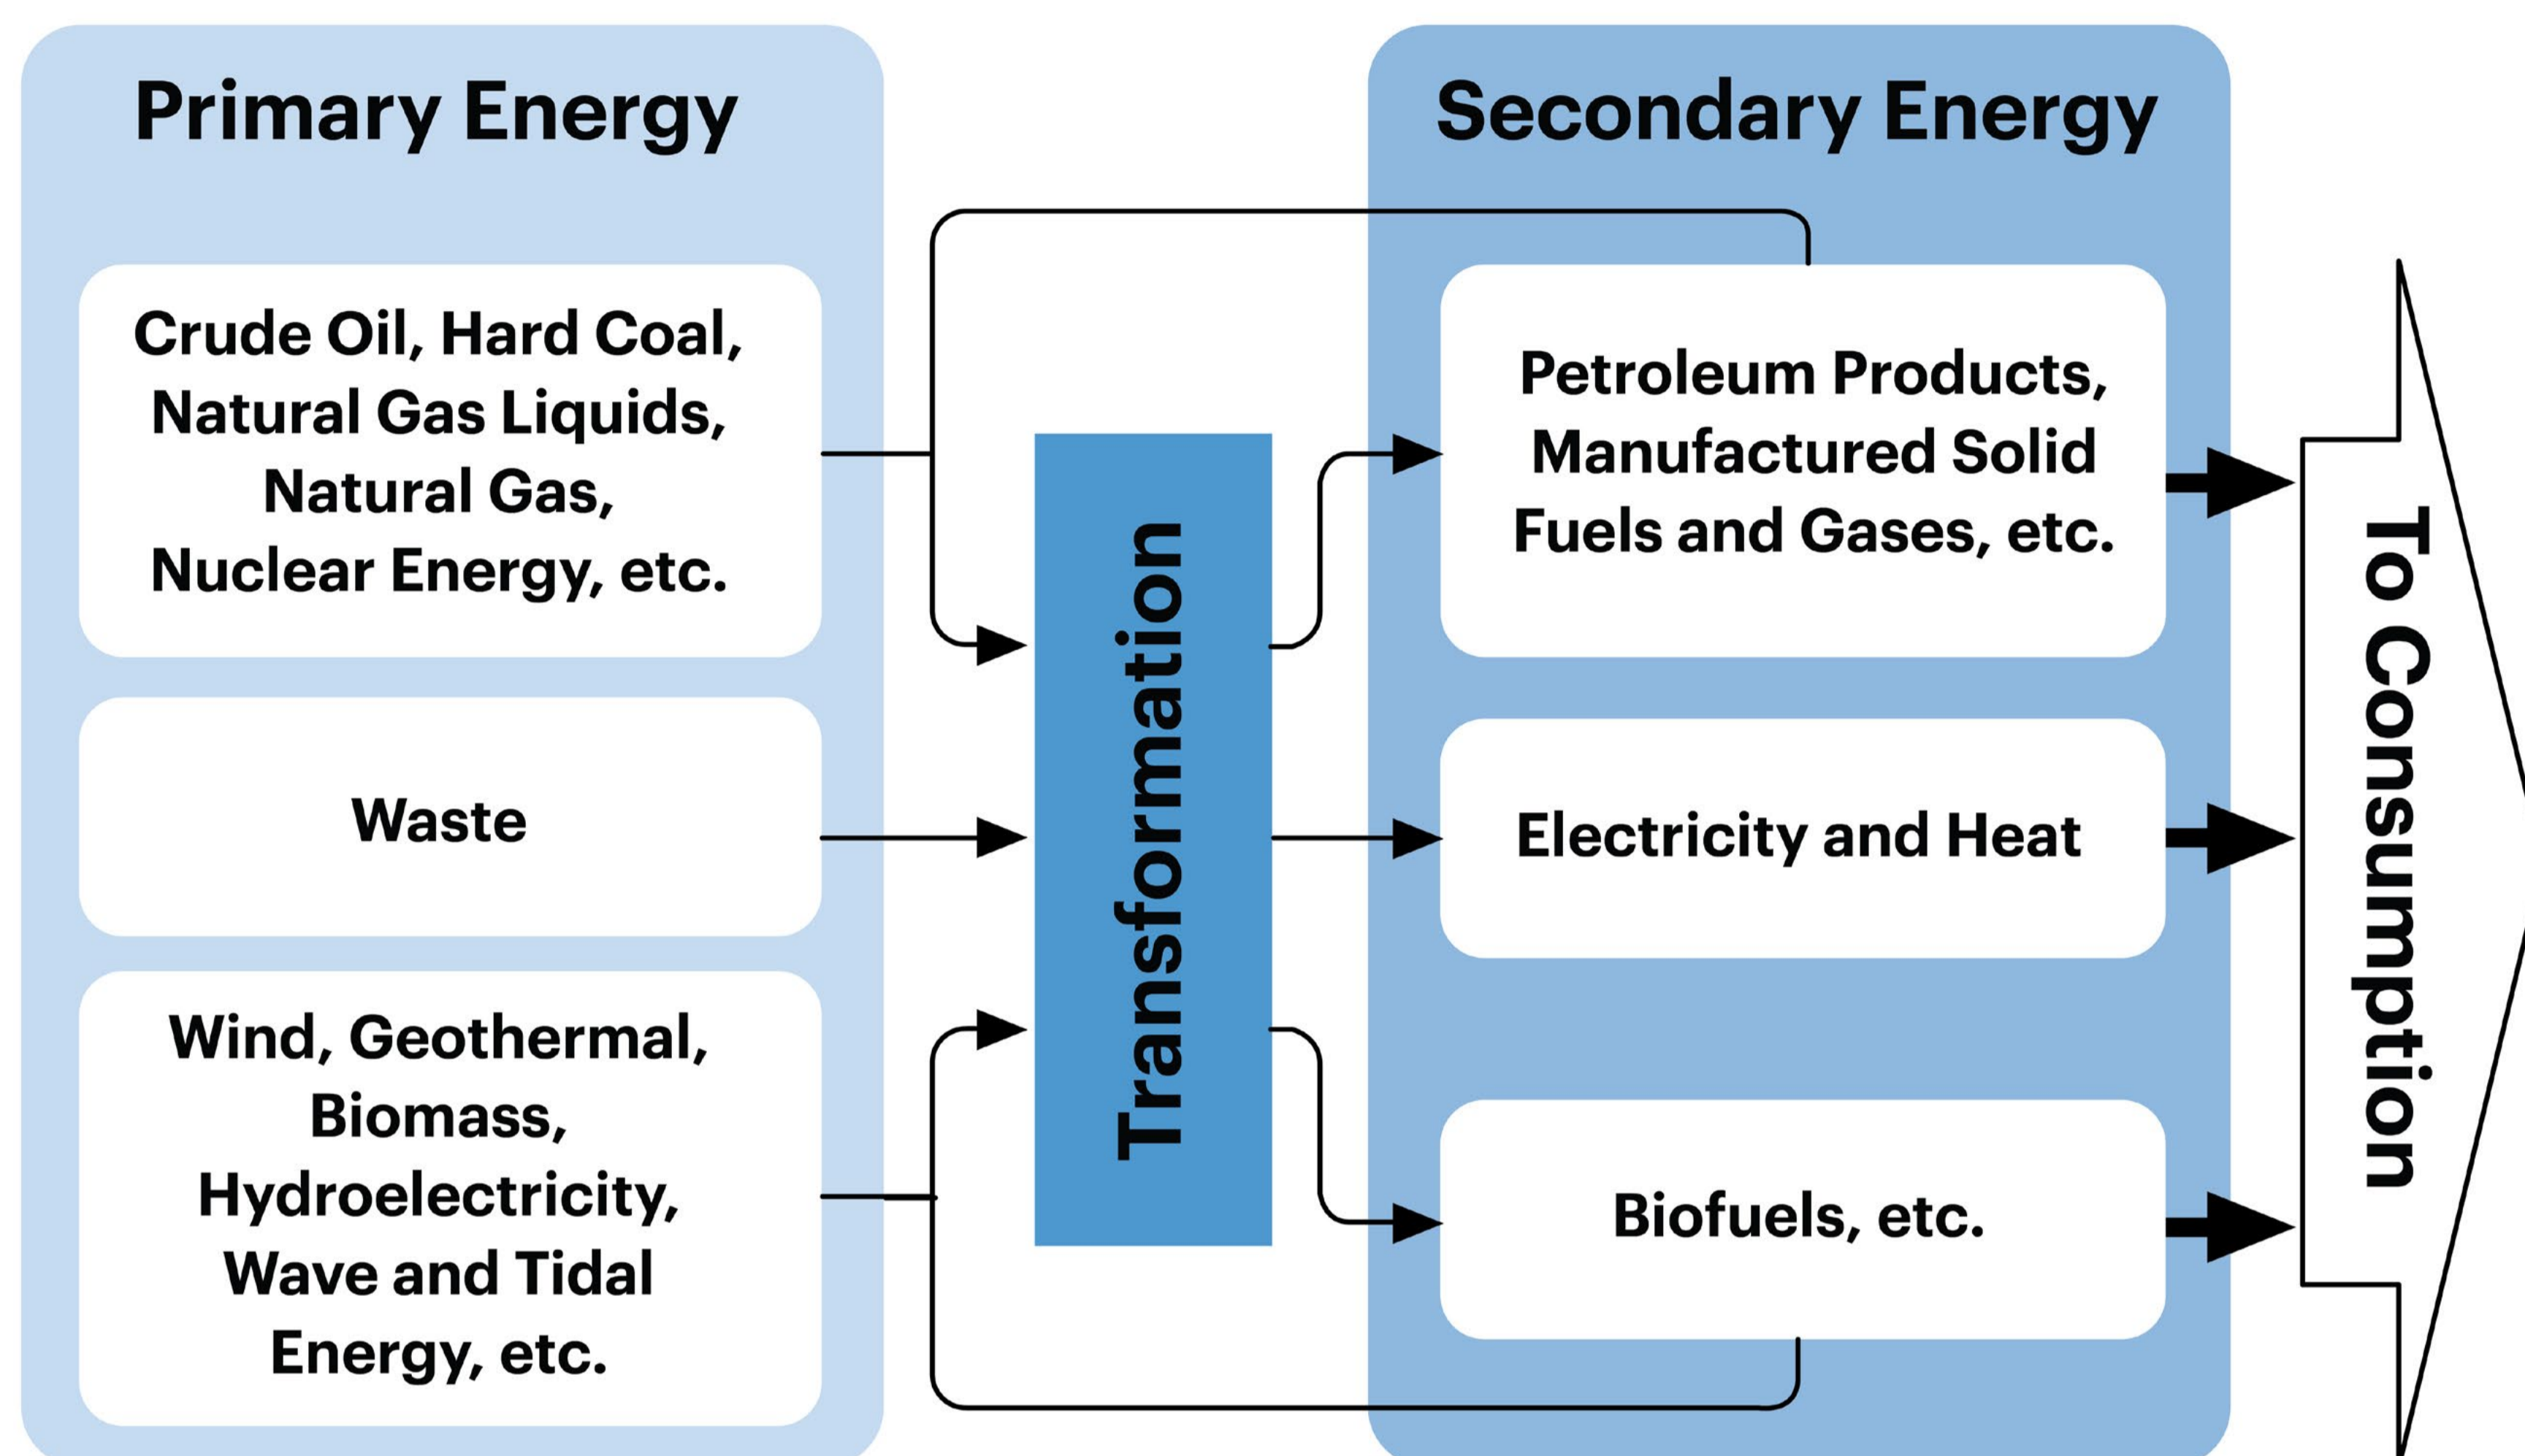 Primary Energy
Crude Oil, Hard Coal,
Natural Gas Liquids,
Natural Gas,
Nuclear Energy, etc.
Waste
Wind, Geothermal,
Biomass,
Hydroelectricity,
Wave and Tidal
Energy, etc.
Transformation
Secondary Energy
Petroleum Products,
Manufactured Solid
Fuels and Gases, etc.
Electricity and Heat
Biofuels, etc.
To Consumption